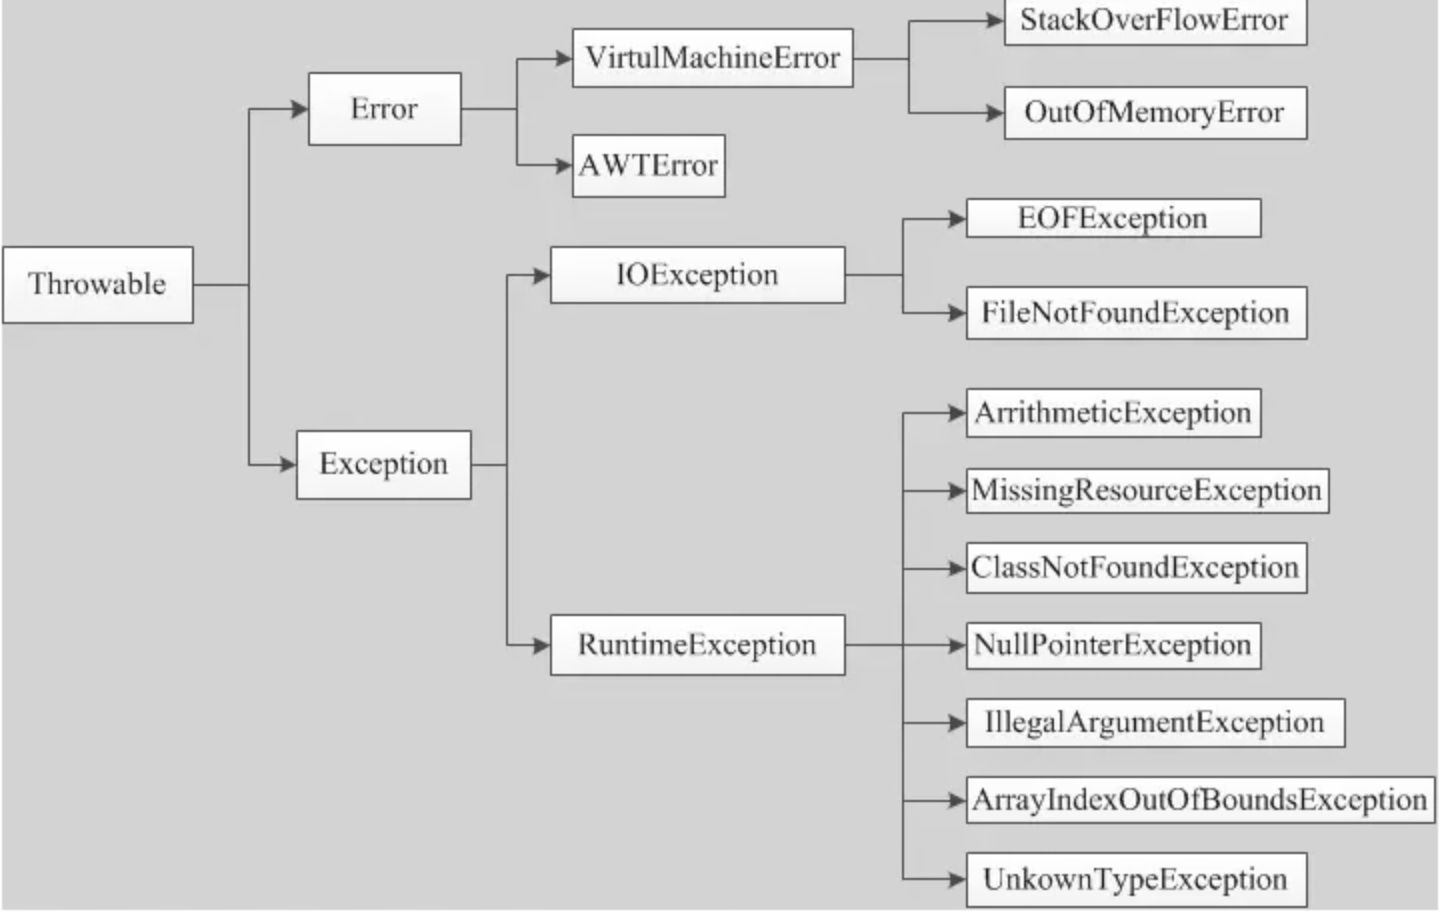 StackOverFlowError
VirtulMachineError
Error
OutOfMemoryError
AWTError
EOFException
Throwable
IOException
FileNotFoundException
ArrithmeticException
Exception
MissingResourceException
ClassNotFoundException
RuntimeException
NullPointerException
IllegalArgumentException
ArrayIndexOutOfBoundsException
UnkownTypeException